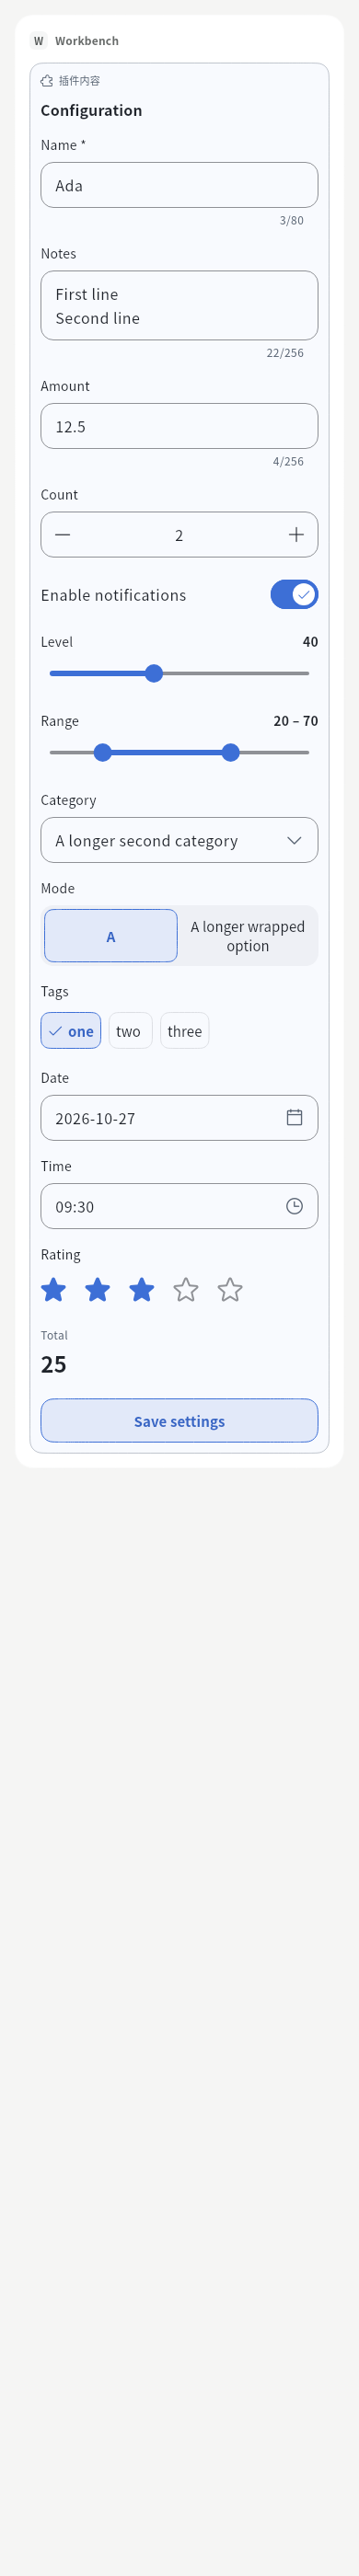 W Workbench
插件内容
Configuration
Name *
Ada
3/80
Notes
First line
Second line
22/256
Amount
12.5
4/256
Count
2
Enable notifications
Level 40
Range 20 – 70
Category
A longer second category
Mode
A
A longer wrapped
option
Tags
one two three
Date
2026-10-27
Time
09:30
Rating
Total
25
Save settings